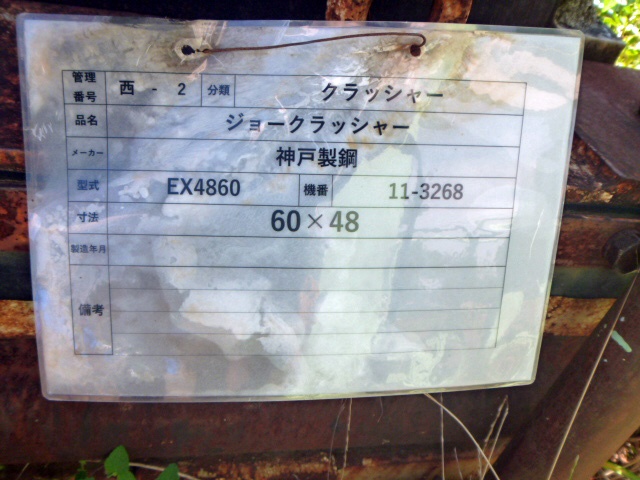 管理番号 西 - 2 分類 クラッシャー
品名 ジョークラッシャー
メーカー 神戸製鋼
型式 EX4860 機番 11-3268
寸法 60×48
製造年月
備考